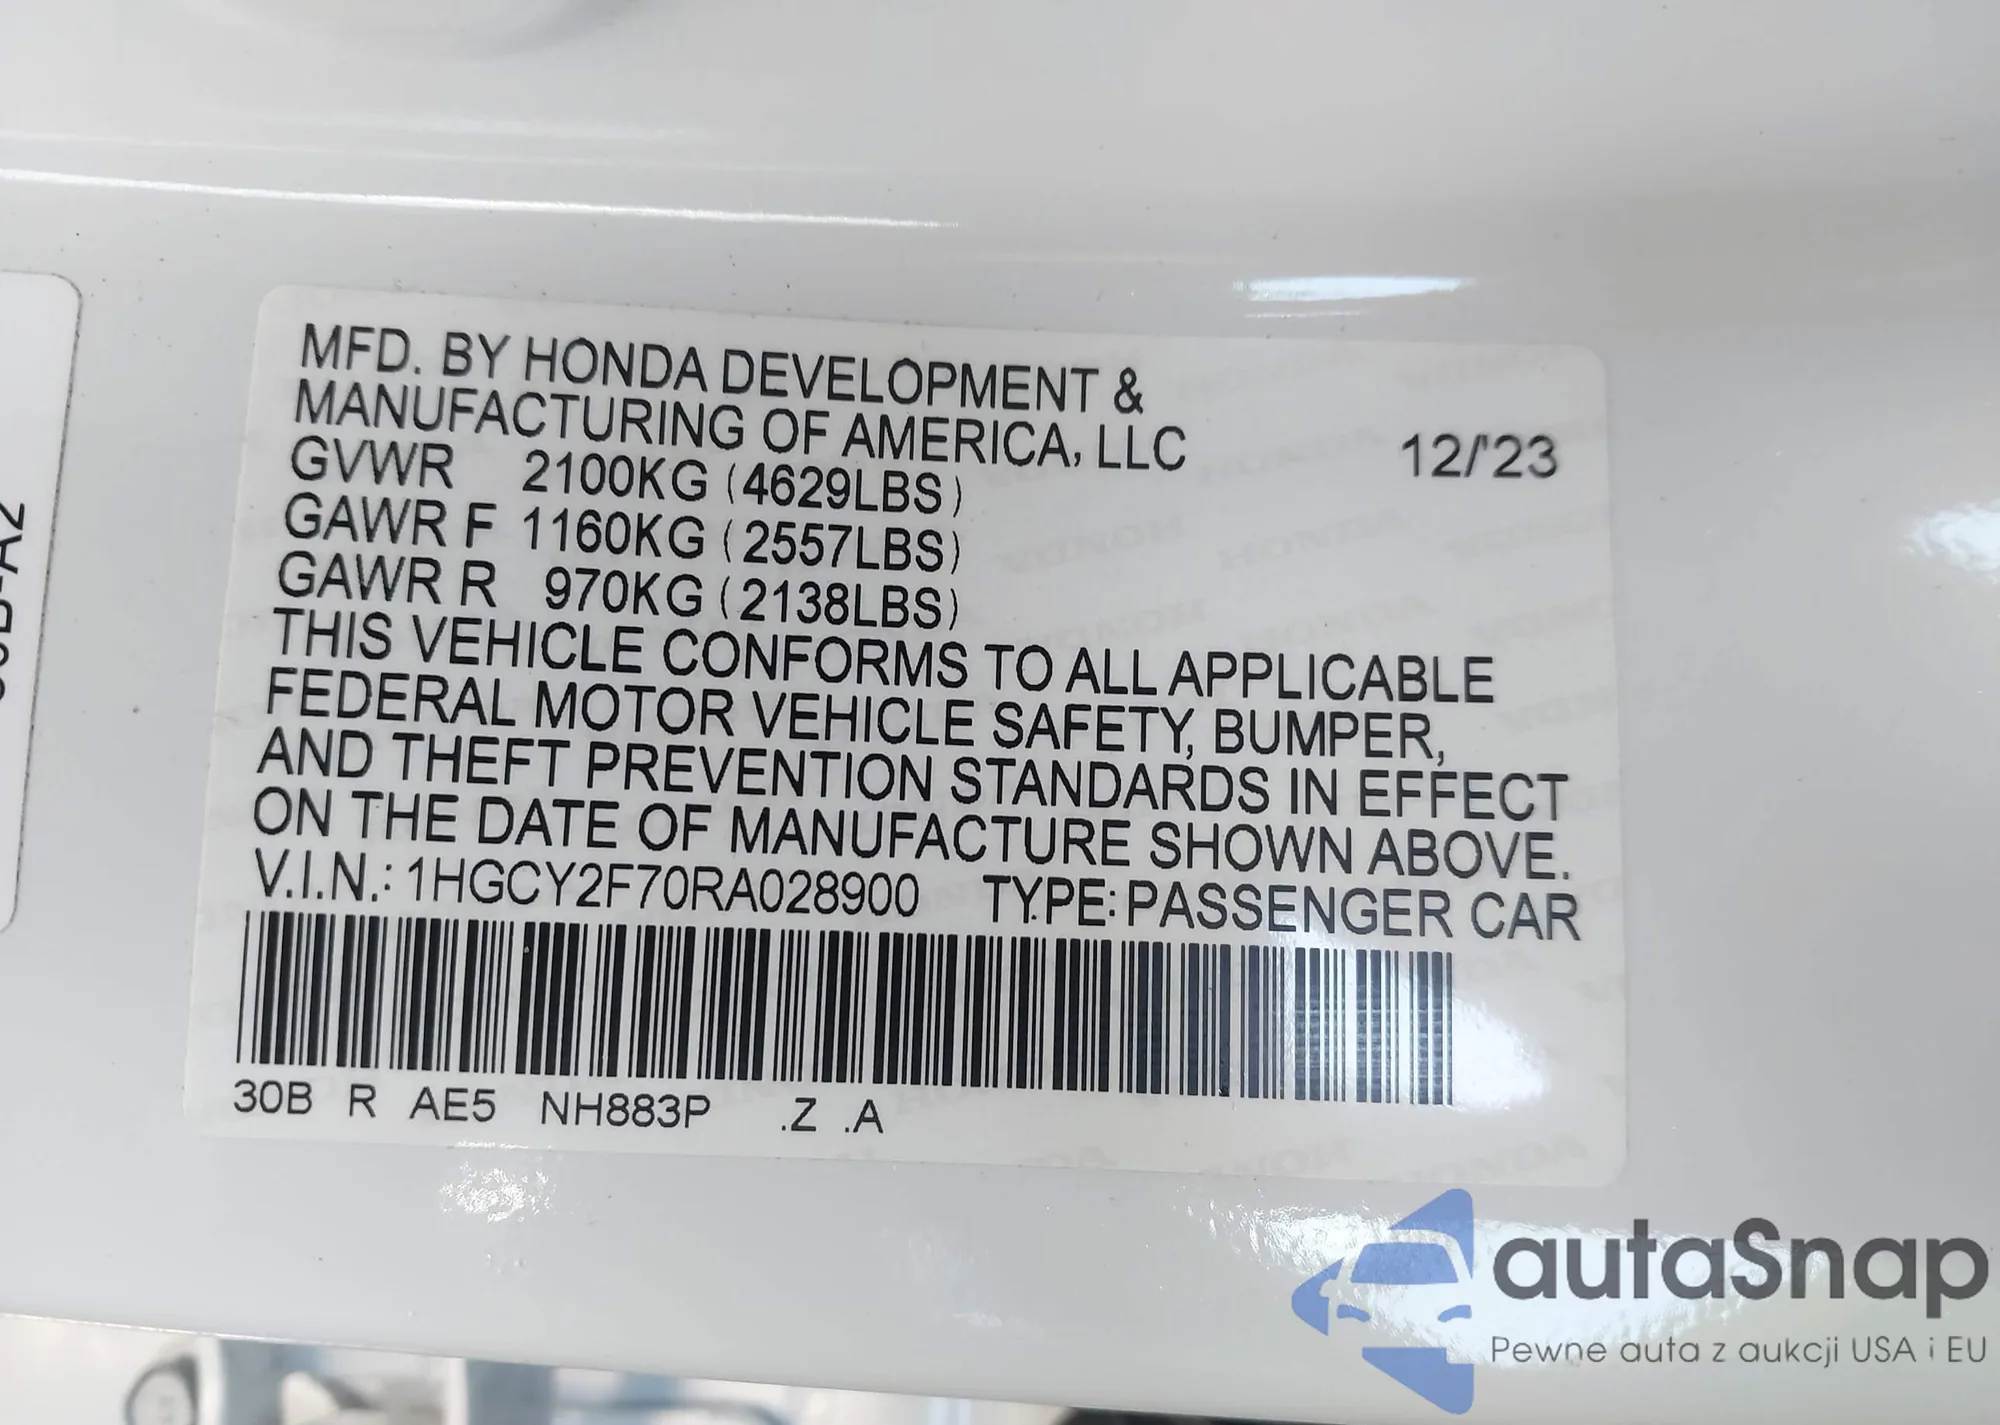 MFD. BY HONDA DEVELOPMENT &
MANUFACTURING OF AMERICA, LLC
12/'23
GVWR 2100KG (4629LBS)
GAWR F 1160KG (2557LBS)
GAWR R 970KG (2138LBS)
THIS VEHICLE CONFORMS TO ALL APPLICABLE
FEDERAL MOTOR VEHICLE SAFETY, BUMPER,
AND THEFT PREVENTION STANDARDS IN EFFECT
ON THE DATE OF MANUFACTURE SHOWN ABOVE.
V.I.N.: 1HGCY2F70RA028900 TYPE: PASSENGER CAR
30B R AE5 NH883P .Z .A
autaSnap
Pewne auta z aukcji USA i EU